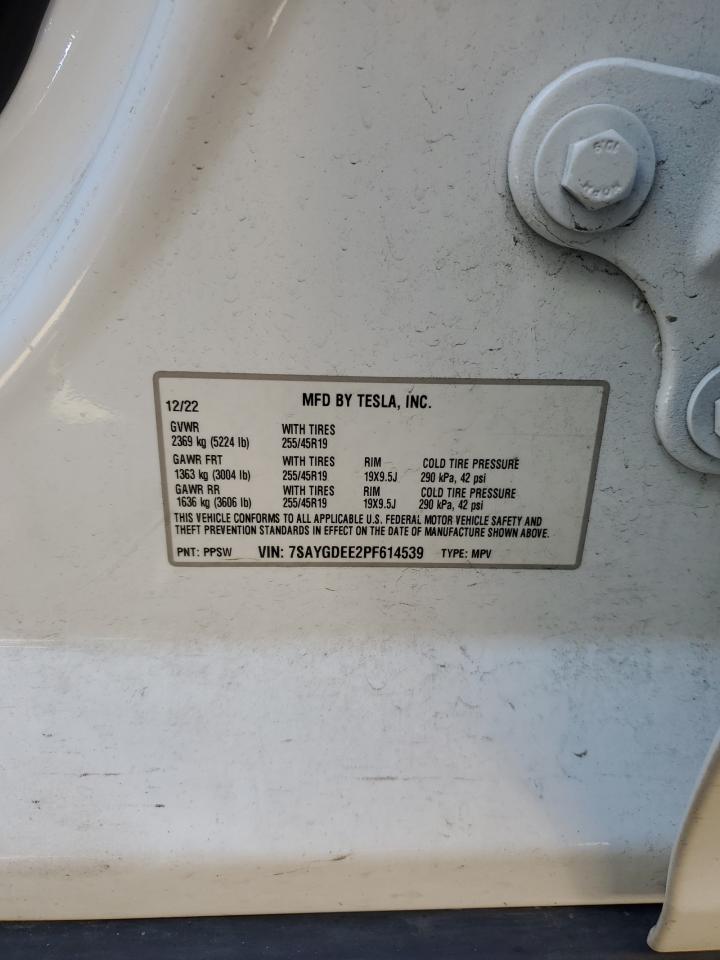 10.9
12/22 MFD BY TESLA, INC.
GVWR WITH TIRES
2369 kg (5224 lb) 255/45R19
GAWR FRT WITH TIRES RIM COLD TIRE PRESSURE
1363 kg (3004 lb) 255/45R19 19X9.5J 290 kPa, 42 psi
GAWR RR WITH TIRES RIM COLD TIRE PRESSURE
1636 kg (3606 lb) 255/45R19 19X9.5J 290 kPa, 42 psi
THIS VEHICLE CONFORMS TO ALL APPLICABLE U.S. FEDERAL MOTOR VEHICLE SAFETY AND
THEFT PREVENTION STANDARDS IN EFFECT ON THE DATE OF MANUFACTURE SHOWN ABOVE.
PNT: PPSW VIN: 7SAYGDEE2PF614539 TYPE: MPV